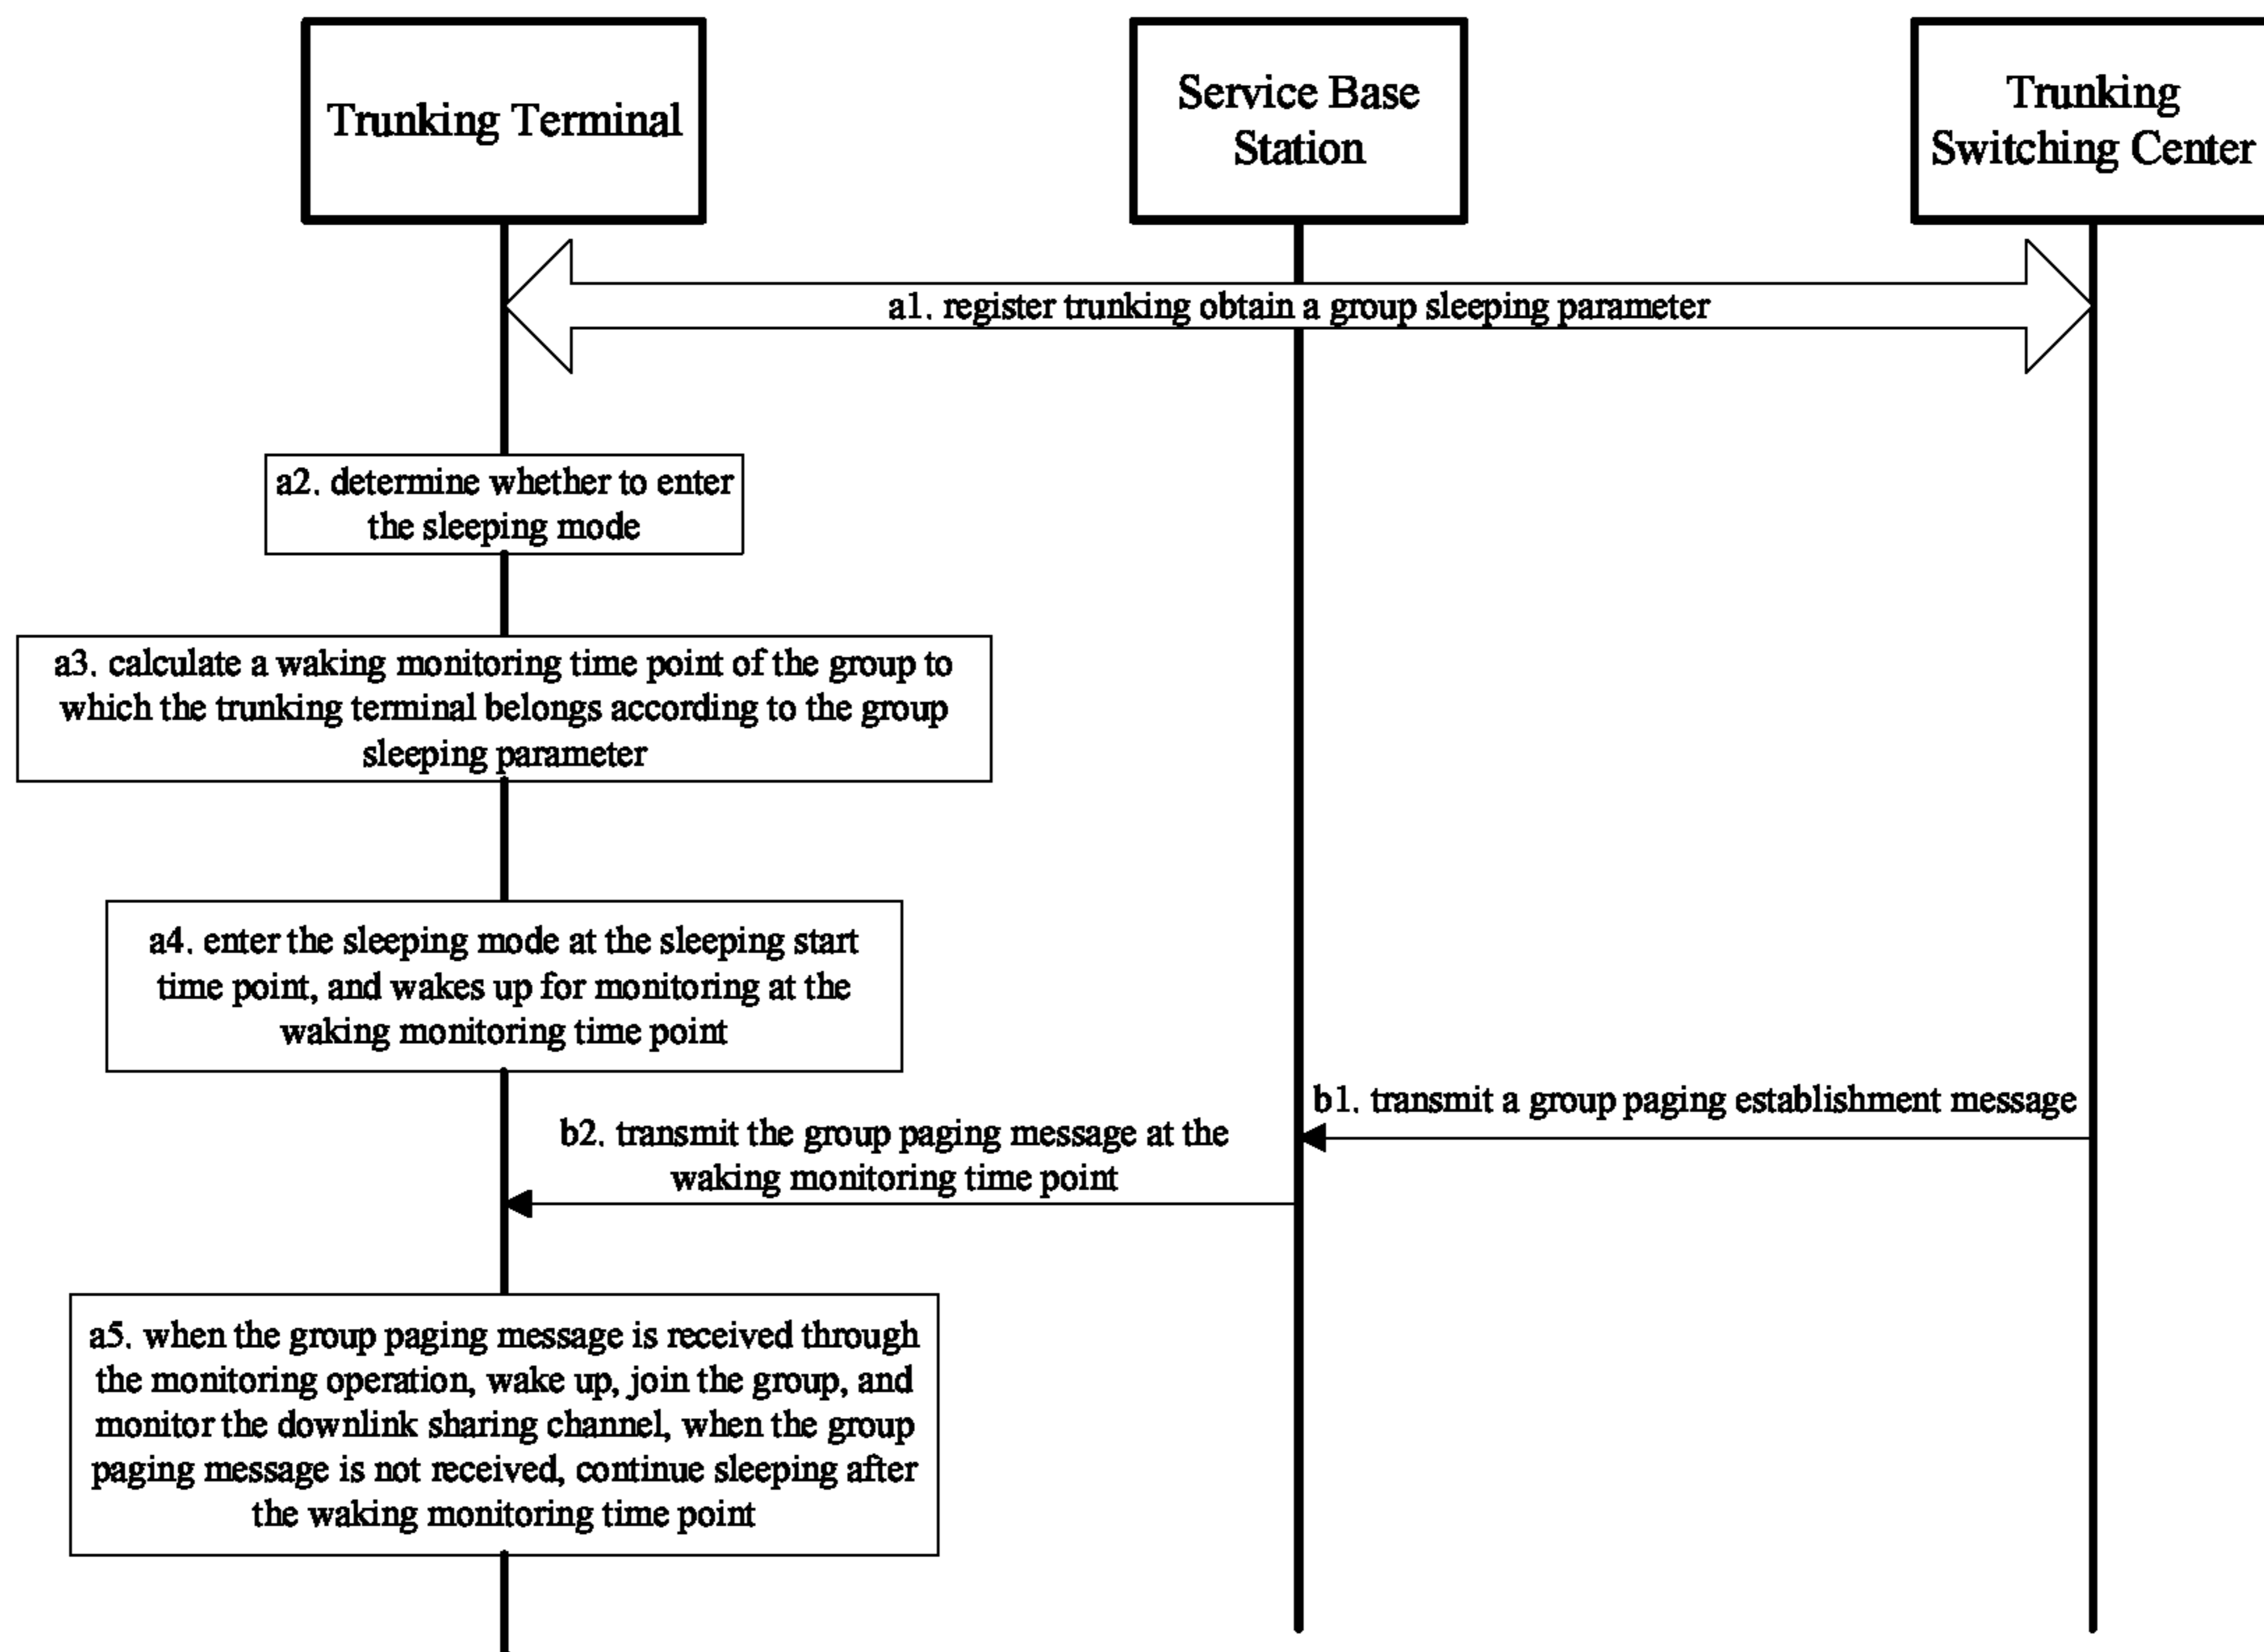 Trunking Terminal
Service Base
Station
Trunking
Switching Center
a1. register trunking obtain a group sleeping parameter
a2. determine whether to enter
the sleeping mode
a3. calculate a waking monitoring time point of the group to
which the trunking terminal belongs according to the group
sleeping parameter
a4. enter the sleeping mode at the sleeping start
time point, and wakes up for monitoring at the
waking monitoring time point
b1. transmit a group paging establishment message
b2. transmit the group paging message at the
waking monitoring time point
a5. when the group paging message is received through
the monitoring operation, wake up, join the group, and
monitor the downlink sharing channel, when the group
paging message is not received, continue sleeping after
the waking monitoring time point